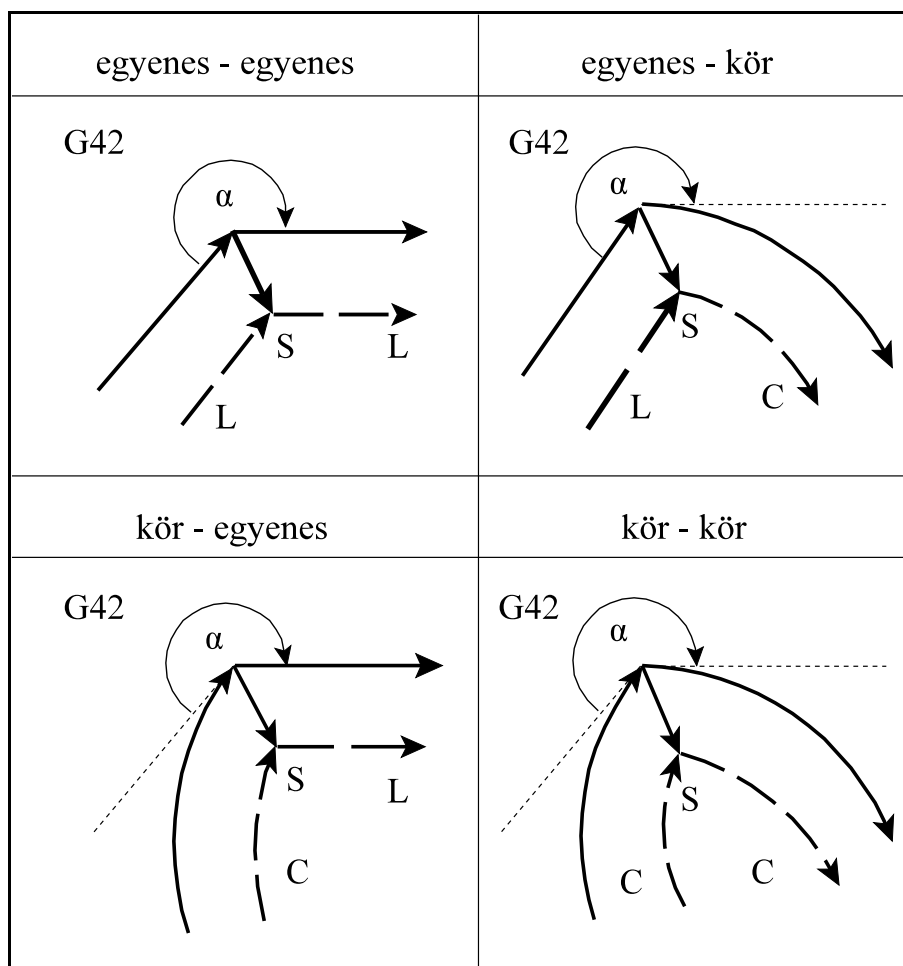 egyenes - egyenes
egyenes - kör
G42
α
S
L
L
G42
α
S
L
C
kör - egyenes
kör - kör
G42
α
S
L
C
G42
α
S
C
C